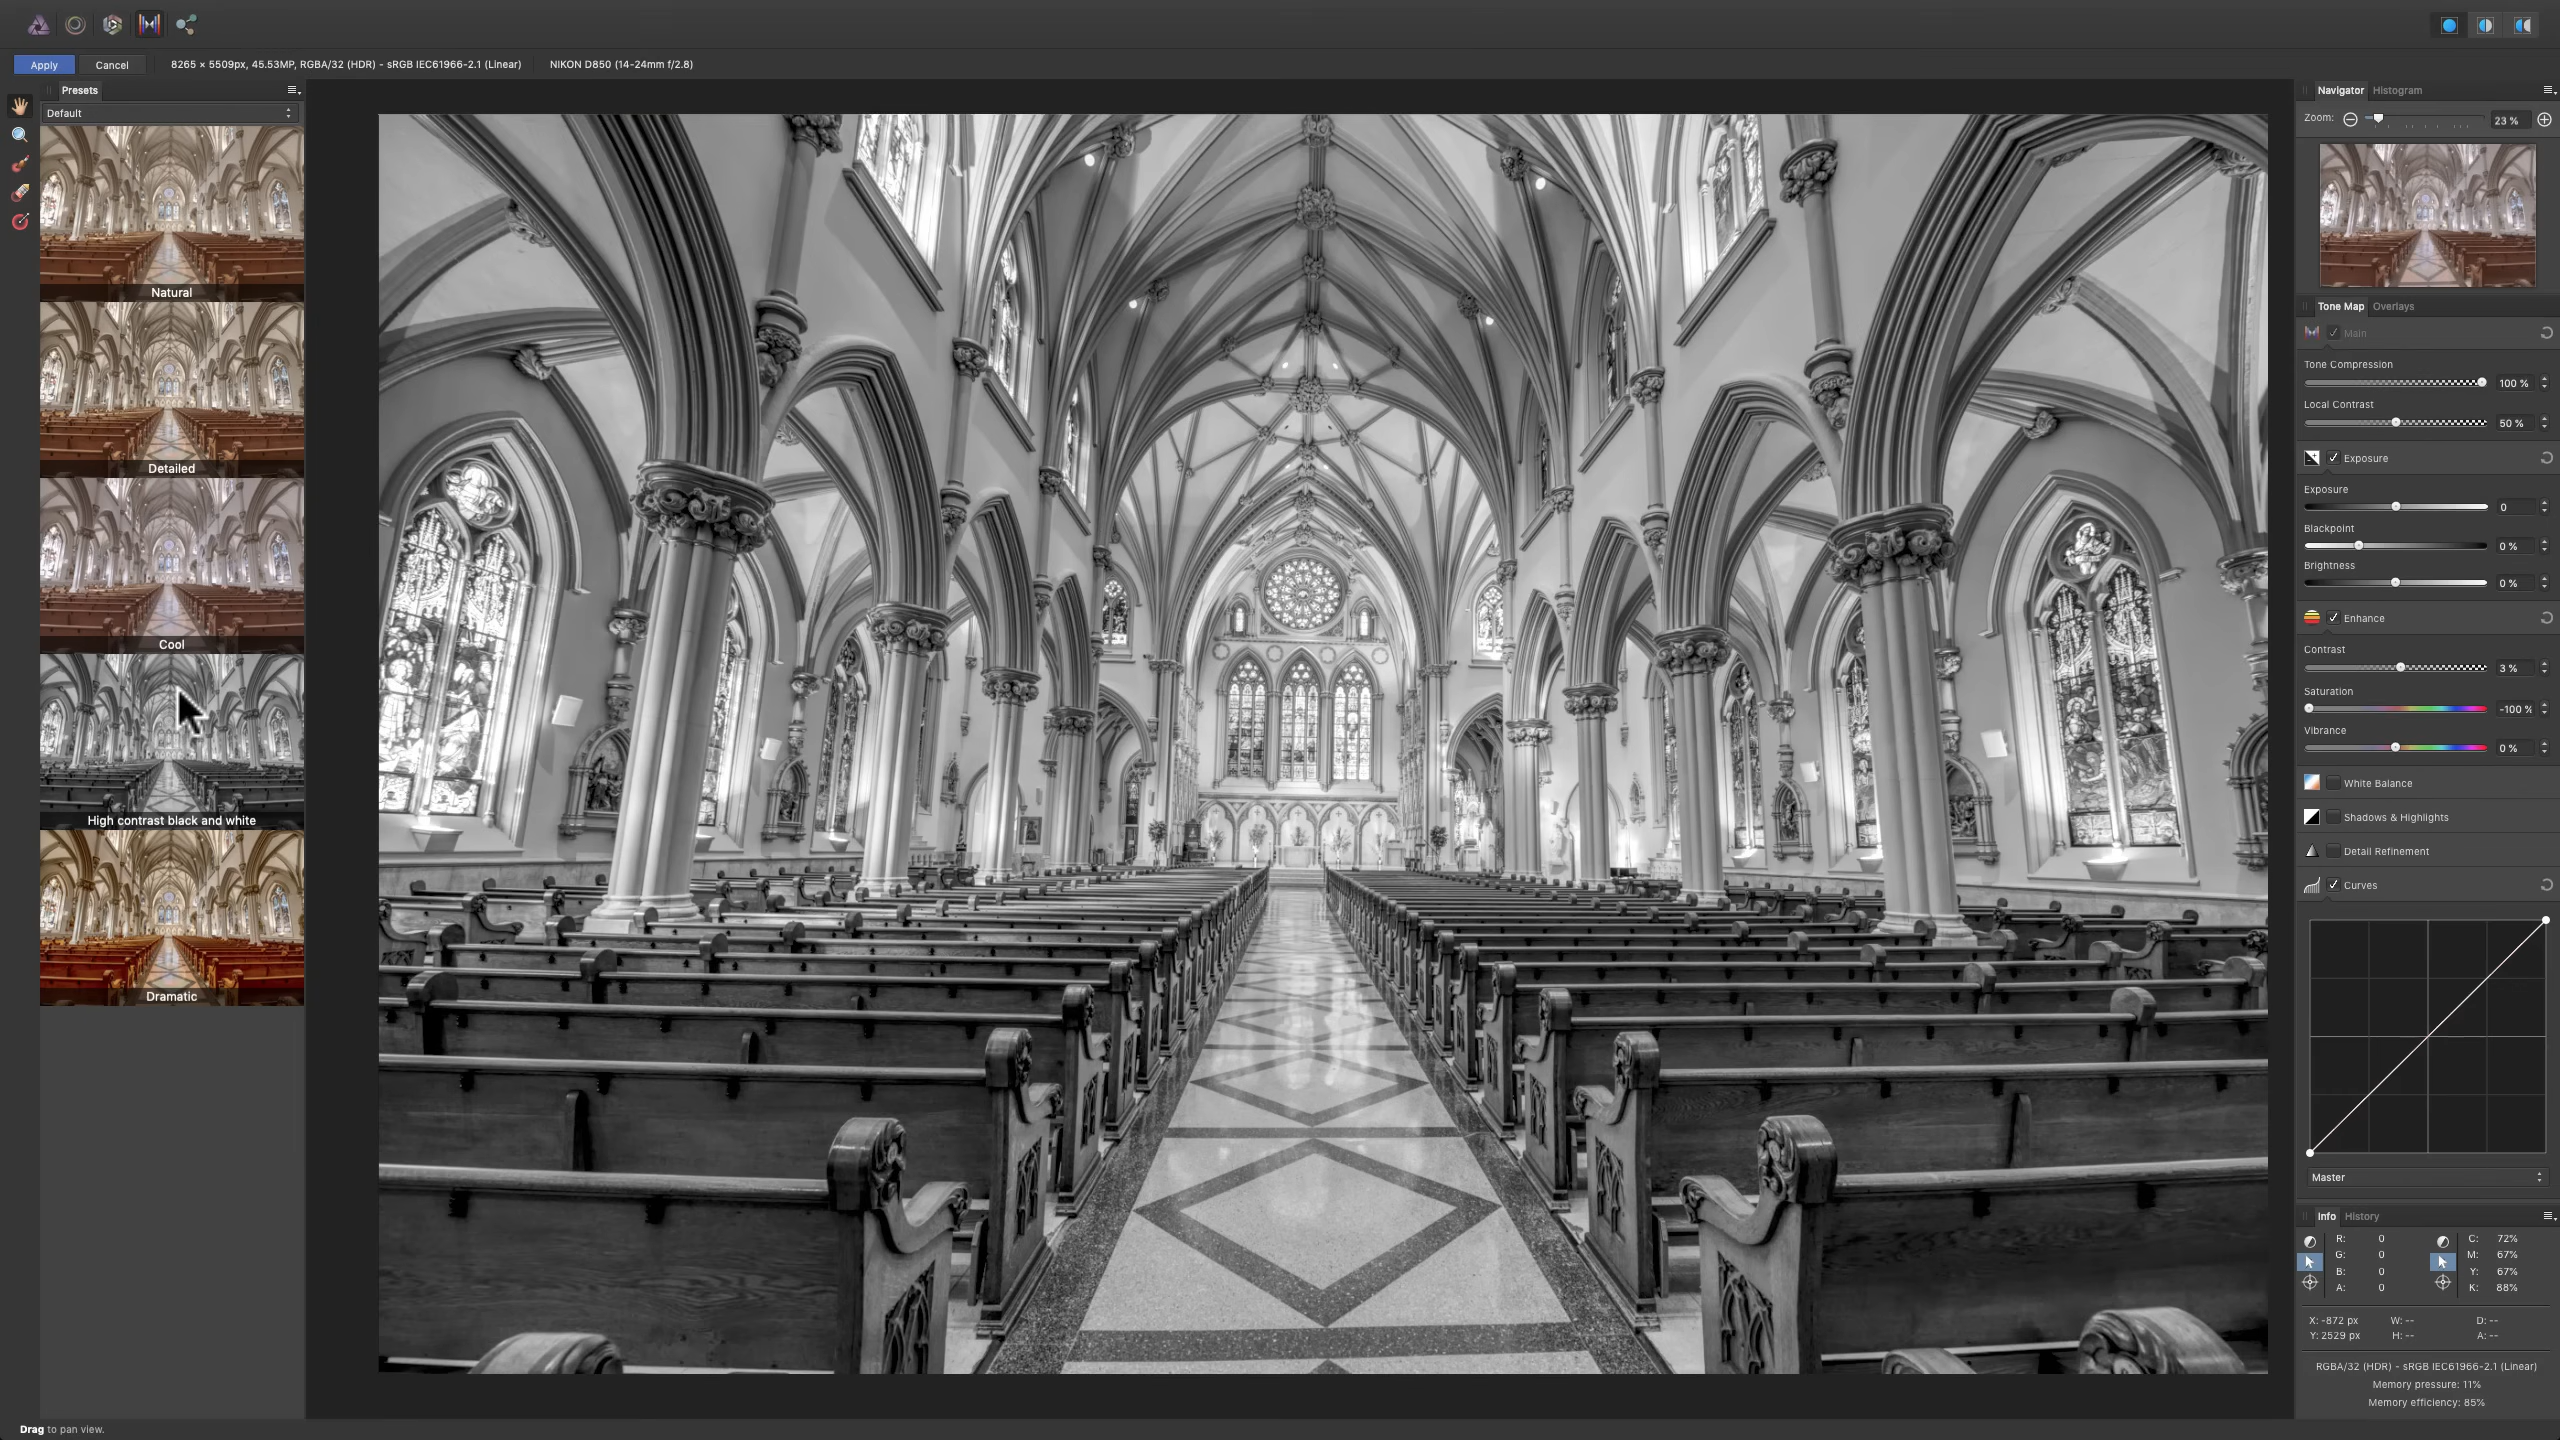 Apply
Cancel
8265 × 5509px, 45.53MP, RGBA/32 (HDR) - sRGB IEC61966-2.1 (Linear)
NIKON D850 (14-24mm f/2.8)
Presets
Default
Natural
Detailed
Cool
High contrast black and white
Dramatic
Navigator
Histogram
Zoom:
23 %
Tone Map
Overlays
Main
Tone Compression
100 %
Local Contrast
50 %
Exposure
Exposure
0
Blackpoint
0 %
Brightness
0 %
Enhance
Contrast
3 %
Saturation
-100 %
Vibrance
0 %
White Balance
Shadows & Highlights
Detail Refinement
Curves
Master
Info
History
R: 0 C: 72%
G: 0 M: 67%
B: 0 Y: 67%
A: 0 K: 88%
X: -872 px W: -- D: --
Y: 2529 px H: -- A: --
RGBA/32 (HDR) - sRGB IEC61966-2.1 (Linear)
Memory pressure: 11%
Memory efficiency: 85%
Drag to pan view.